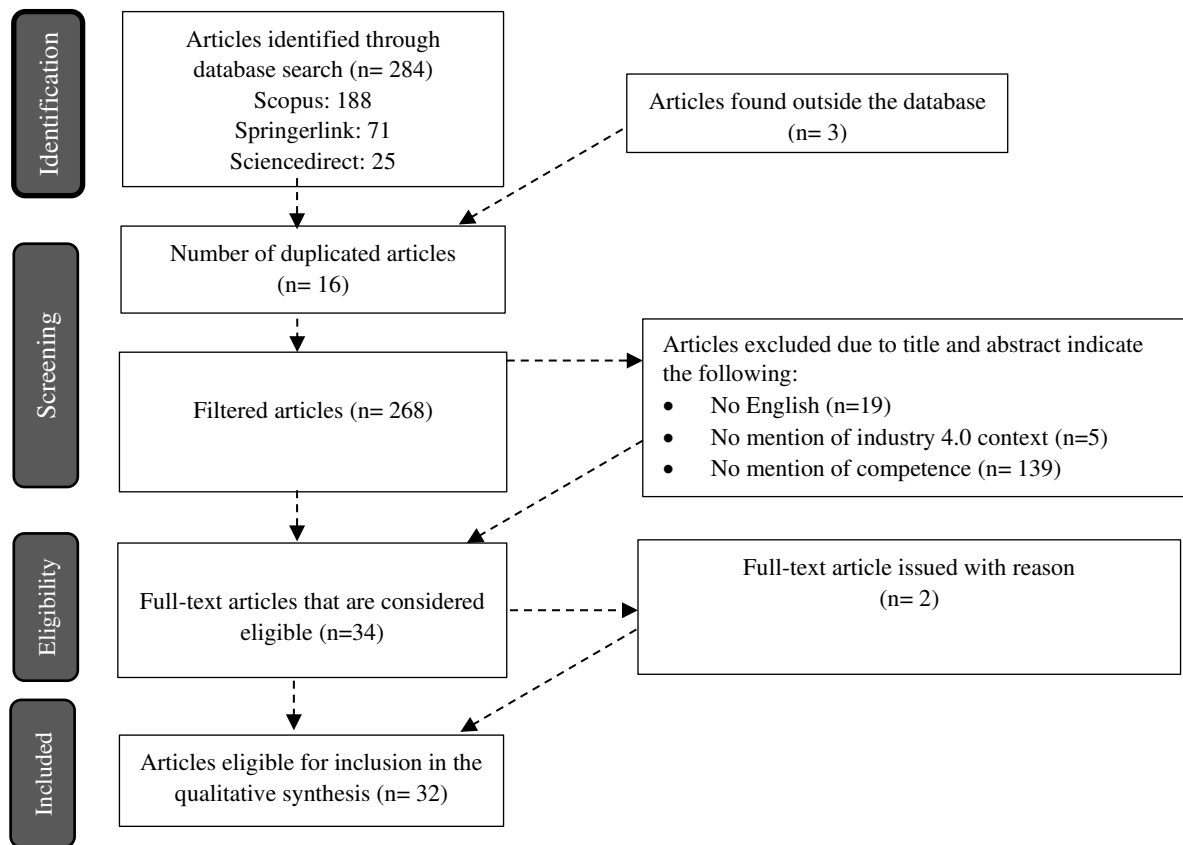 Identification
Articles identified through
database search (n= 284)
Scopus: 188
Springerlink: 71
Sciencedirect: 25
Articles found outside the database
(n= 3)
Screening
Number of duplicated articles
(n= 16)
Filtered articles (n= 268)
Articles excluded due to title and abstract indicate
the following:
• No English (n=19)
• No mention of industry 4.0 context (n=5)
• No mention of competence (n= 139)
Eligibility
Full-text articles that are considered
eligible (n=34)
Full-text article issued with reason
(n= 2)
Included
Articles eligible for inclusion in the
qualitative synthesis (n= 32)